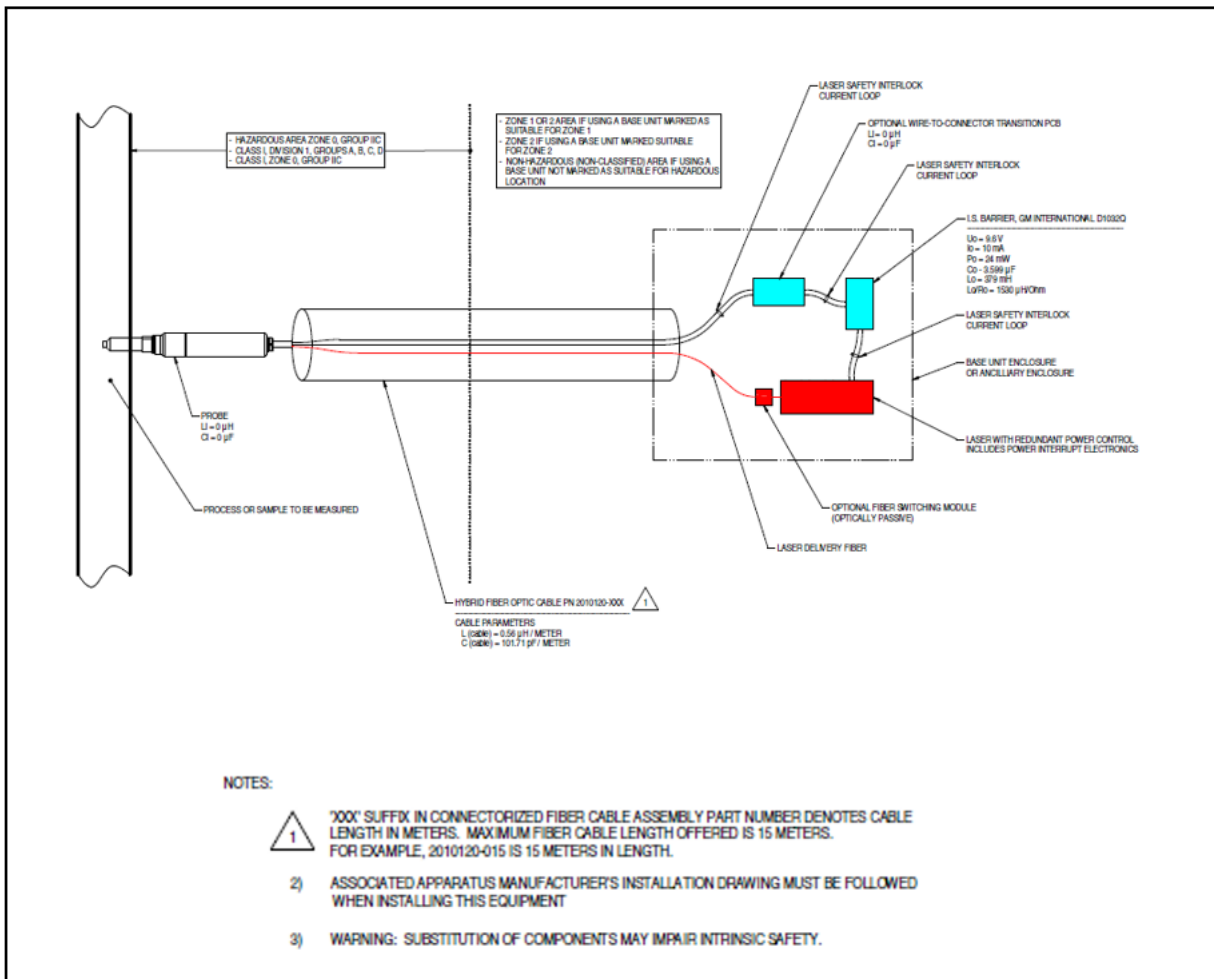 LASER SAFETY INTERLOCK
CURRENT LOOP
OPTIONAL WIRE-TO-CONNECTOR TRANSITION PCB
LI = 0 µH
CI = 0 µF
LASER SAFETY INTERLOCK
CURRENT LOOP
- HAZARDOUS AREA ZONE 0, GROUP IIC
- CLASS I, DIVISION 1, GROUPS A, B, C, D
- CLASS I, ZONE 0, GROUP IIC
- ZONE 1 OR 2 AREA IF USING A BASE UNIT MARKED AS
SUITABLE FOR ZONE 1
- ZONE 2 IF USING A BASE UNIT MARKED SUITABLE
FOR ZONE 2
- NON-HAZARDOUS (NON-CLASSIFIED) AREA IF USING A
BASE UNIT NOT MARKED AS SUITABLE FOR HAZARDOUS
LOCATION
I.S. BARRIER, GM INTERNATIONAL D1032Q
Uo = 9.6 V
Io = 10 mA
Po = 24 mW
Co - 3.599 µF
Lo = 379 mH
Lo/Ro = 1530 µH/Ohm
LASER SAFETY INTERLOCK
CURRENT LOOP
BASE UNIT ENCLOSURE
OR ANCILLIARY ENCLOSURE
PROBE
LI = 0 µH
CI = 0 µF
LASER WITH REDUNDANT POWER CONTROL
INCLUDES POWER INTERRUPT ELECTRONICS
PROCESS OR SAMPLE TO BE MEASURED
OPTIONAL FIBER SWITCHING MODULE
(OPTICALLY PASSIVE)
LASER DELIVERY FIBER
HYBRID FIBER OPTIC CABLE PN 2010120-XXX 1
CABLE PARAMETERS
L (cable) = 0.56 µH / METER
C (cable) = 101.71 pF / METER
NOTES:
1 'XXX' SUFFIX IN CONNECTORIZED FIBER CABLE ASSEMBLY PART NUMBER DENOTES CABLE
LENGTH IN METERS. MAXIMUM FIBER CABLE LENGTH OFFERED IS 15 METERS.
FOR EXAMPLE, 2010120-015 IS 15 METERS IN LENGTH.
2) ASSOCIATED APPARATUS MANUFACTURER'S INSTALLATION DRAWING MUST BE FOLLOWED
WHEN INSTALLING THIS EQUIPMENT
3) WARNING: SUBSTITUTION OF COMPONENTS MAY IMPAIR INTRINSIC SAFETY.